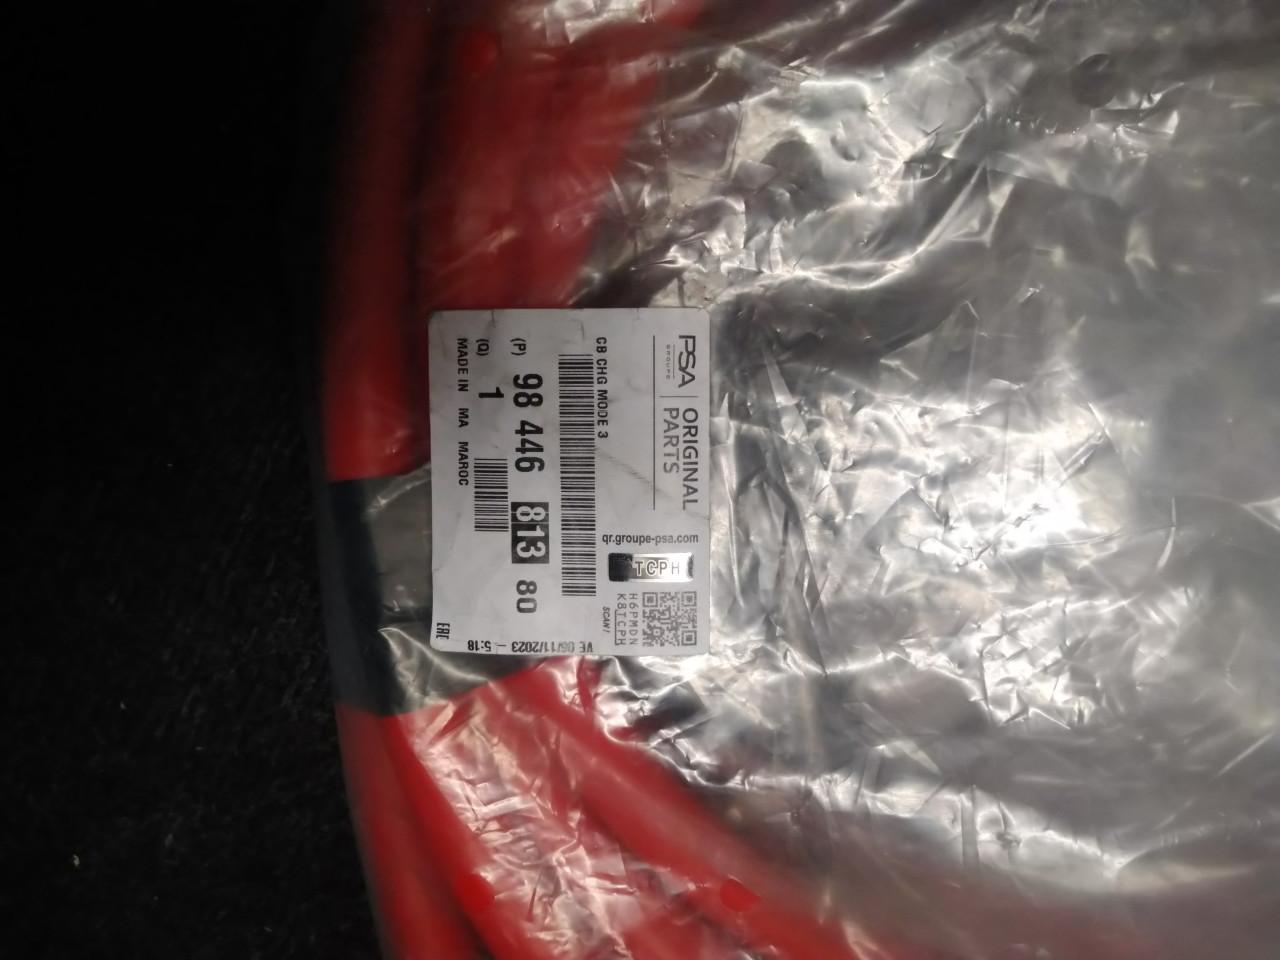 PSA
GROUPE
ORIGINAL
PARTS
qr.groupe-psa.com
TCPH
H6PMDN
K8TCPH
SCAN!
CB CHG MODE 3
(P) 98 446 813 80
(Q) 1
MADE IN MA MAROC
VE 06/11/2023 – 5:18
EAC